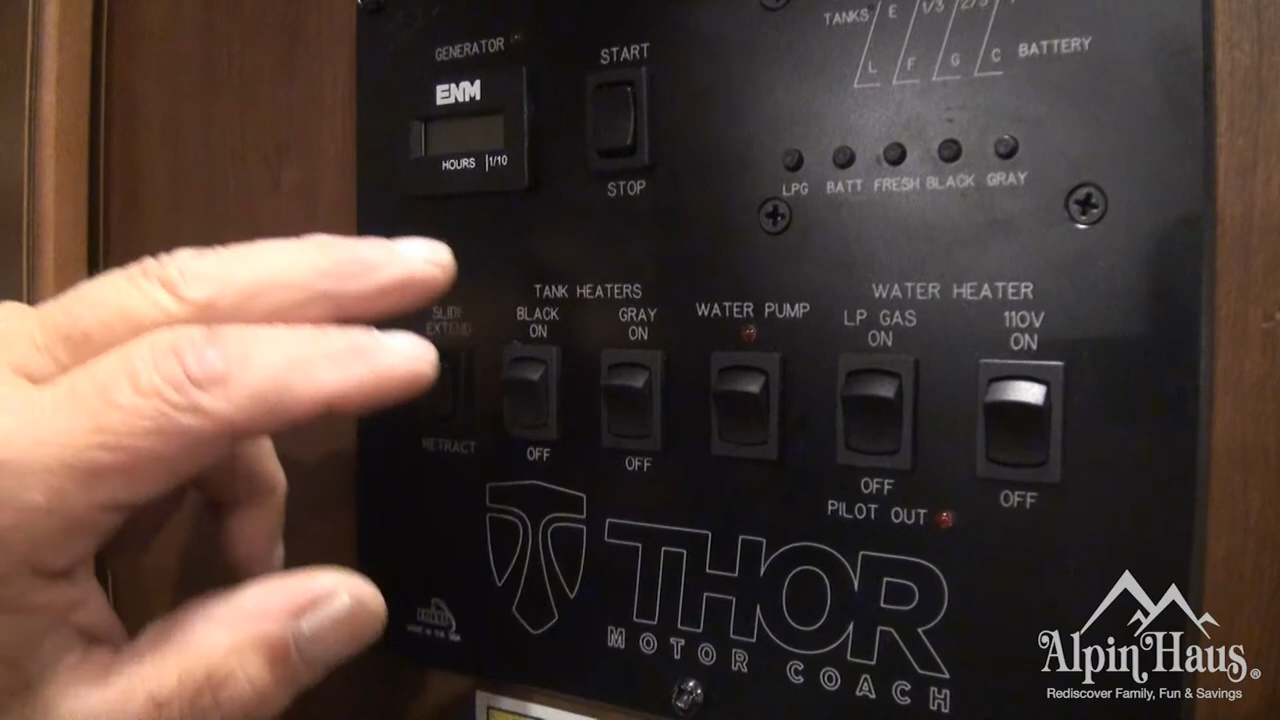 TANKS E 1/3 2/3
L F G C BATTERY
GENERATOR
ENM
HOURS 1/10
START
STOP
LPG BATT FRESH BLACK GRAY
SLIDE
EXTEND
RETRACT
TANK HEATERS
BLACK
ON
OFF
GRAY
ON
OFF
WATER PUMP
WATER HEATER
LP GAS
ON
OFF
PILOT OUT
110V
ON
OFF
THOR
MOTOR COACH
Alpin Haus®
Rediscover Family, Fun & Savings